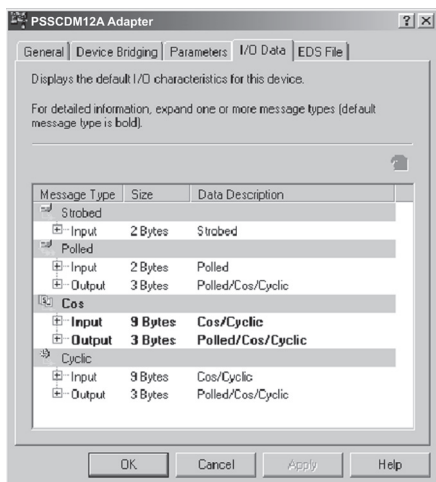 PSSCDM12A Adapter
General Device Bridging Parameters I/O Data EDS File
Displays the default I/O characteristics for this device.
For detailed information, expand one or more message types (default
message type is bold).
Message Type Size Data Description
Strobed
Input 2 Bytes Strobed
Polled
Input 2 Bytes Polled
Output 3 Bytes Polled/Cos/Cyclic
Cos
Input 9 Bytes Cos/Cyclic
Output 3 Bytes Polled/Cos/Cyclic
Cyclic
Input 9 Bytes Cos/Cyclic
Output 3 Bytes Polled/Cos/Cyclic
OK Cancel Apply Help